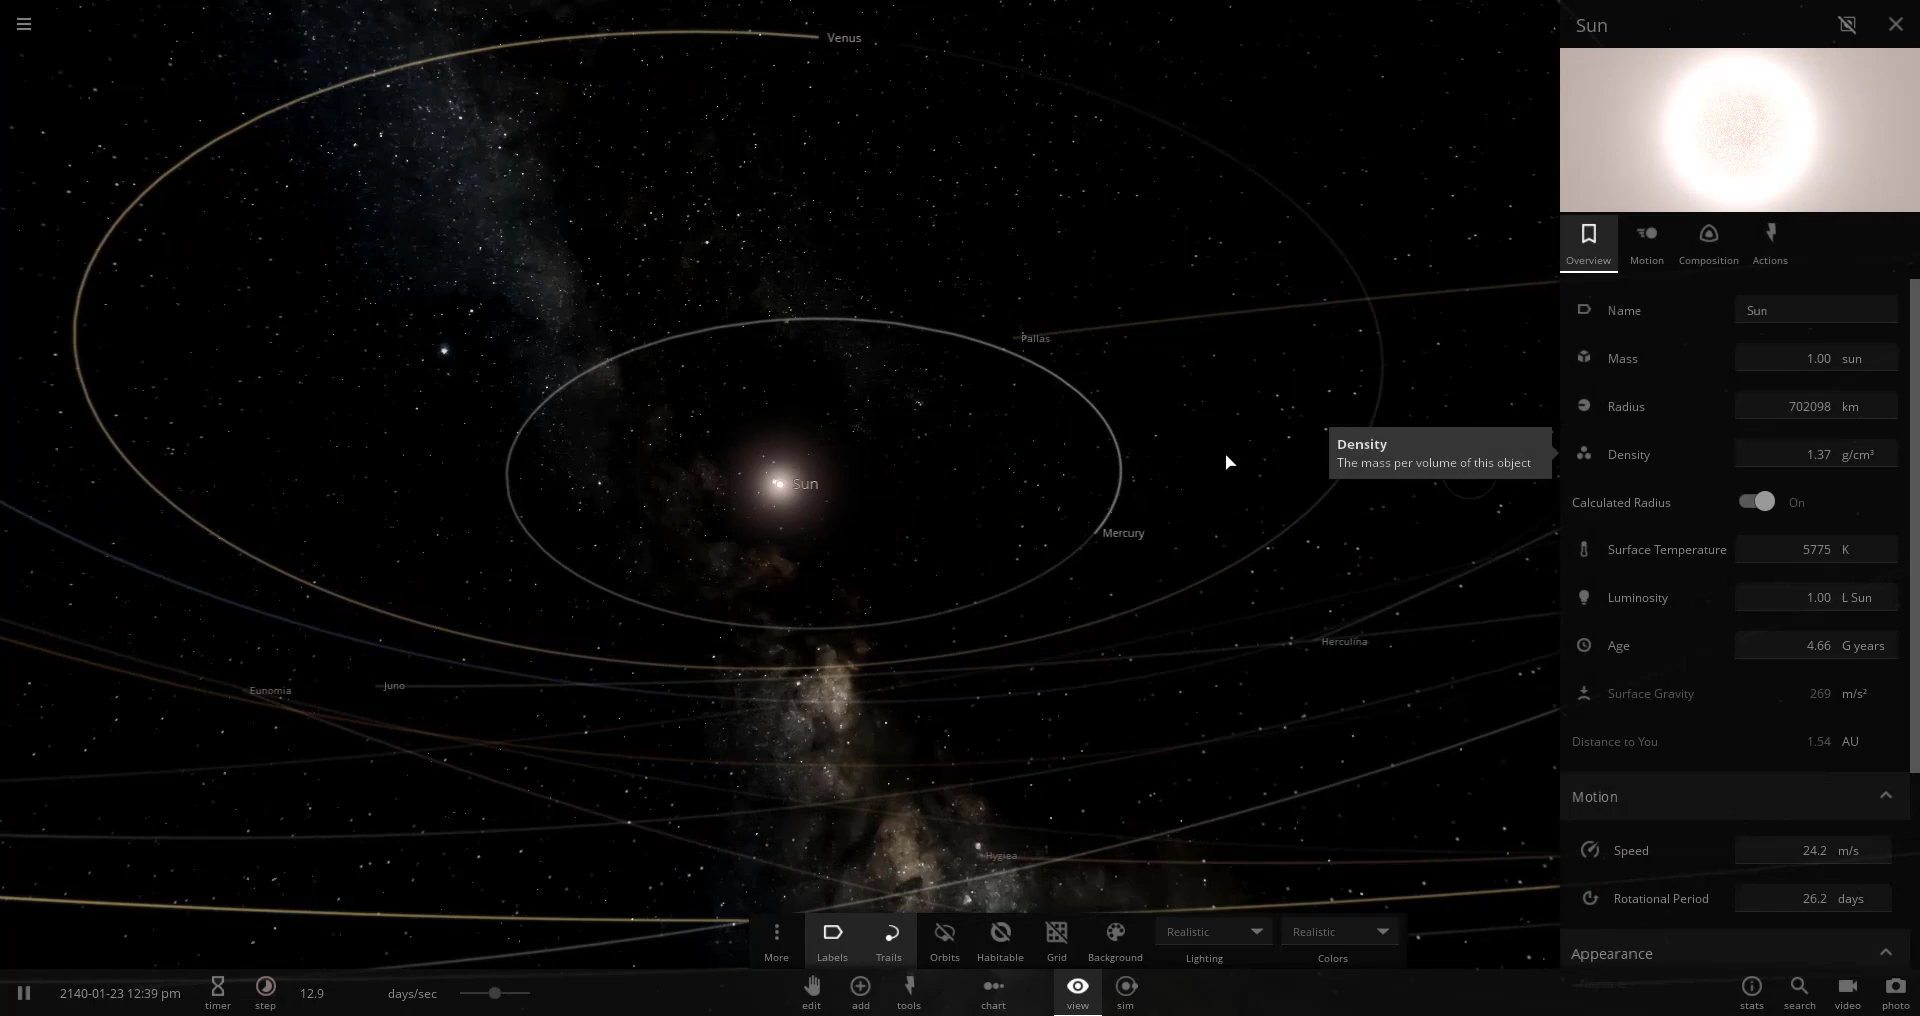 Venus
Pallas
Sun
Mercury
Herculina
Eunomia
Juno
Hygiea
Density
The mass per volume of this object
Sun
Overview
Motion
Composition
Actions
Name Sun
Mass 1.00 sun
Radius 702098 km
Density 1.37 g/cm³
Calculated Radius On
Surface Temperature 5775 K
Luminosity 1.00 L Sun
Age 4.66 G years
Surface Gravity 269 m/s²
Distance to You 1.54 AU
Motion
Speed 24.2 m/s
Rotational Period 26.2 days
Appearance
More
Labels
Trails
Orbits
Habitable
Grid
Background
Realistic
Lighting
Realistic
Colors
2140-01-23 12:39 pm
timer
step
12.9 days/sec
edit
add
tools
chart
view
sim
stats
search
video
photo